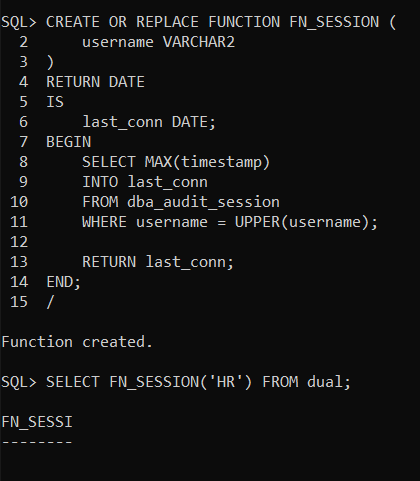 SQL> CREATE OR REPLACE FUNCTION FN_SESSION (
  2      username VARCHAR2
  3  )
  4  RETURN DATE
  5  IS
  6      last_conn DATE;
  7  BEGIN
  8      SELECT MAX(timestamp)
  9      INTO last_conn
 10      FROM dba_audit_session
 11      WHERE username = UPPER(username);
 12
 13      RETURN last_conn;
 14  END;
 15  /
Function created.
SQL> SELECT FN_SESSION('HR') FROM dual;
FN_SESSI
--------